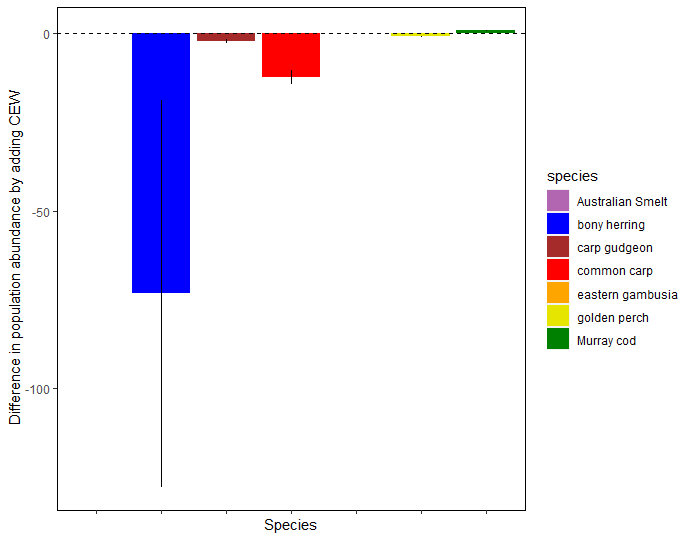 Difference in population abundance by adding CEW
0
-50
-100
Species
species
Australian Smelt
bony herring
carp gudgeon
common carp
eastern gambusia
golden perch
Murray cod